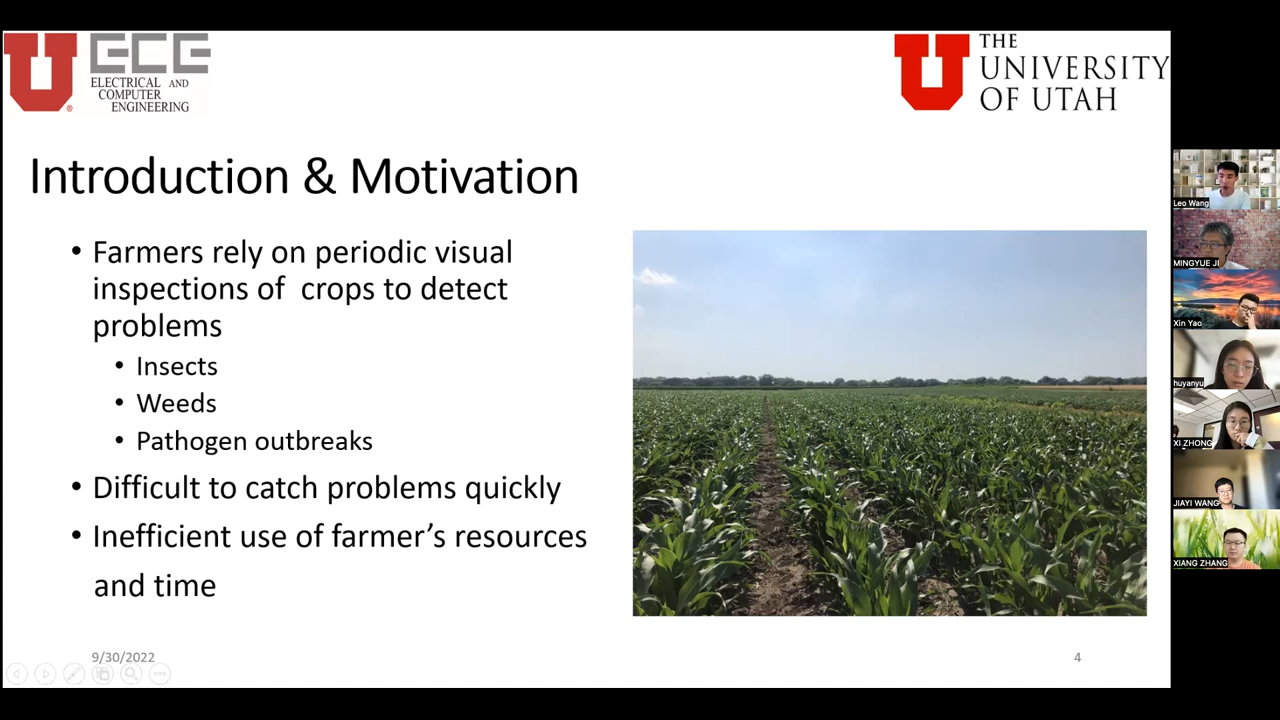 ECE
ELECTRICAL AND
COMPUTER
ENGINEERING
THE
UNIVERSITY
OF UTAH
Introduction & Motivation
• Farmers rely on periodic visual
inspections of  crops to detect
problems
• Insects
• Weeds
• Pathogen outbreaks
• Difficult to catch problems quickly
• Inefficient use of farmer’s resources
and time
9/30/2022
4
Leo Wang
MINGYUE JI
Xin Yao
huyanyu
XI ZHONG
JIAYI WANG
XIANG ZHANG